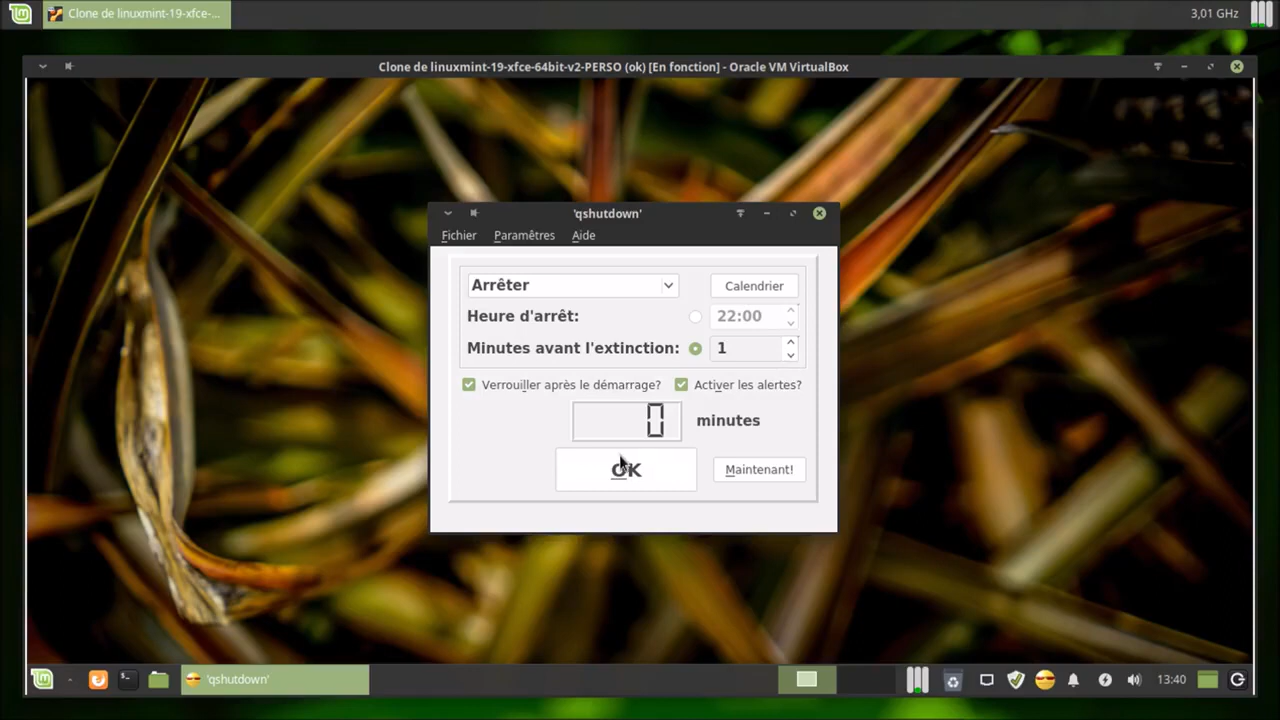 Clone de linuxmint-19-xfce-...
3,01 GHz
Clone de linuxmint-19-xfce-64bit-v2-PERSO (ok) [En fonction] - Oracle VM VirtualBox
'qshutdown'
Fichier Paramêtres Aide
Arrêter Calendrier
Heure d'arrêt: 22:00
Minutes avant l'extinction: 1
Verrouiller après le démarrage? Activer les alertes?
0 minutes
OK Maintenant!
'qshutdown' 13:40